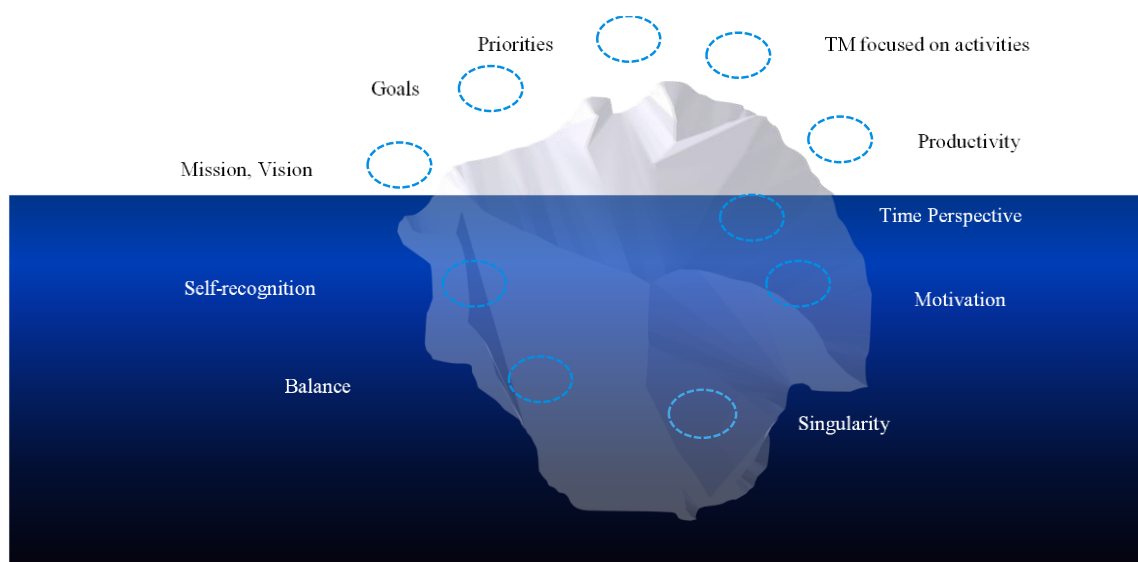 Priorities
TM focused on activities
Goals
Productivity
Mission, Vision
Time Perspective
Self-recognition
Motivation
Balance
Singularity